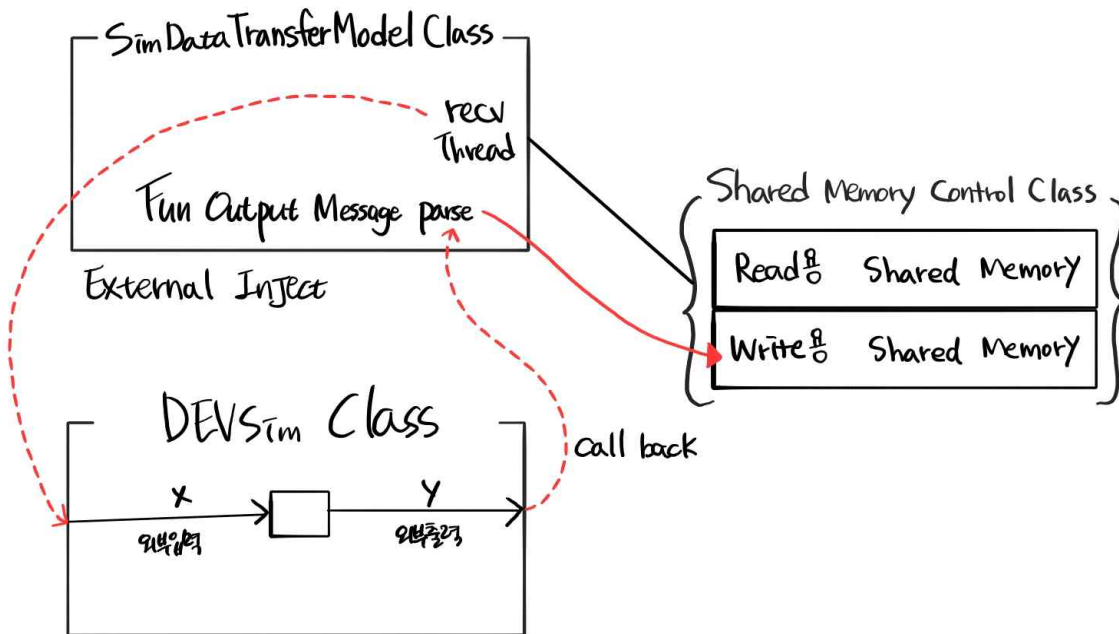 SimDataTransferModel Class
recv
Thread
Fun Output Message parse
External Inject
Shared Memory Control Class
Read용 Shared Memory
Write용 Shared Memory
DEVSim Class
call back
X
외부입력
Y
외부출력